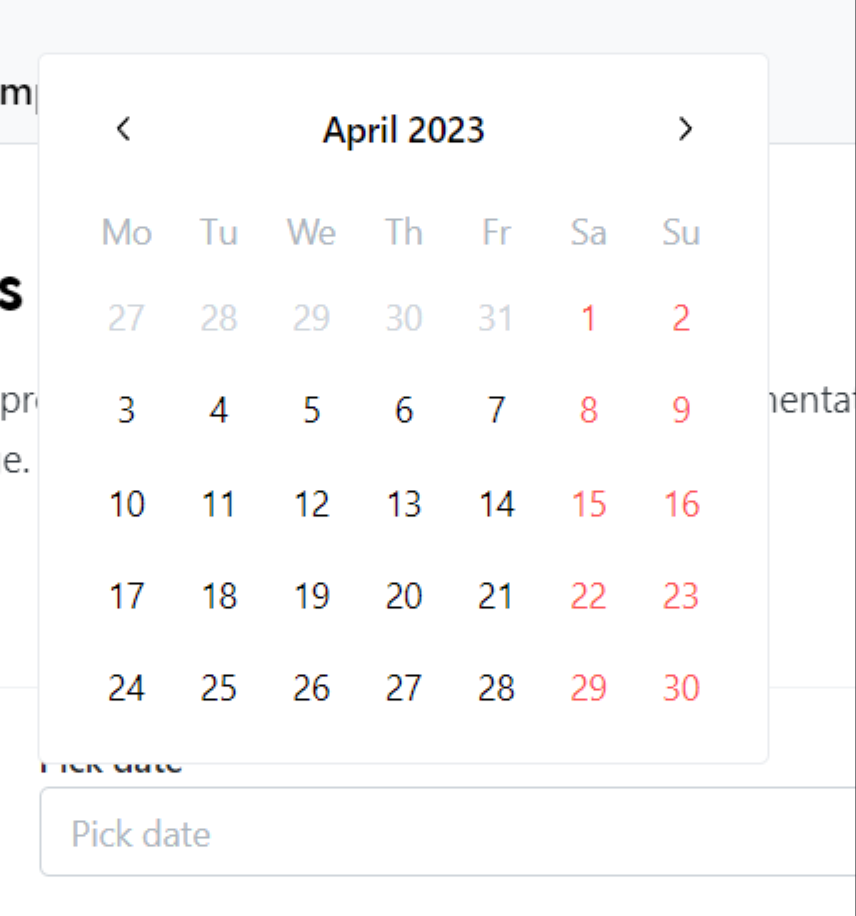 April 2023
Mo Tu We Th Fr Sa Su
27 28 29 30 31 1 2
3 4 5 6 7 8 9
10 11 12 13 14 15 16
17 18 19 20 21 22 23
24 25 26 27 28 29 30
Pick date
Pick date